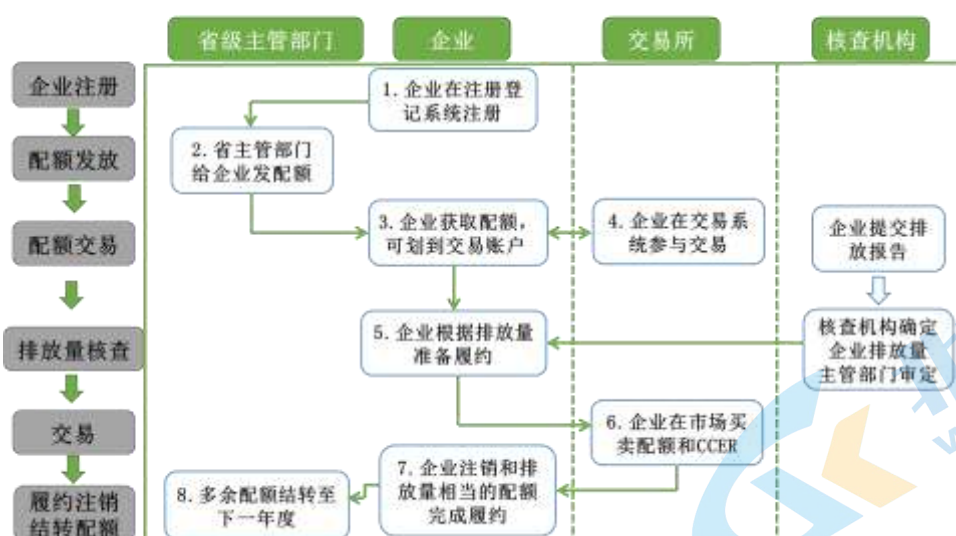 省级主管部门
企业
交易所
核查机构
企业注册
1. 企业在注册登
记系统注册
配额发放
2. 省主管部门
给企业发配额
配额交易
3. 企业获取配额，
可划到交易账户
4. 企业在交易系
统参与交易
企业提交排
放报告
排放量核查
5. 企业根据排放量
准备履约
核查机构确定
企业排放量
主管部门审定
交易
6. 企业在市场买
卖配额和CCER
履约注销
结转配额
7. 企业注销和排
放量相当的配额
完成履约
8. 多余配额结转至
下一年度